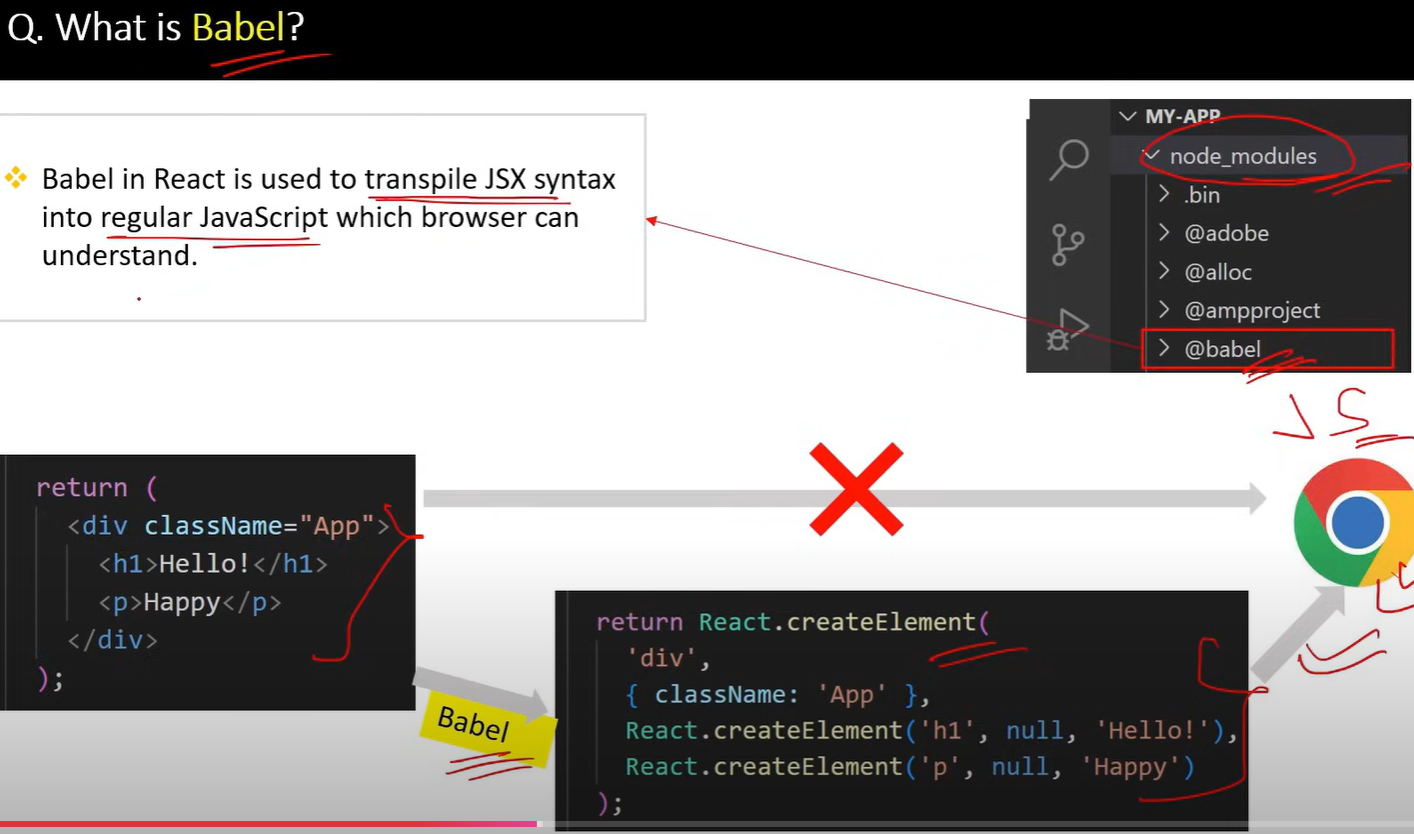 Q. What is Babel?
Babel in React is used to transpile JSX syntax
into regular JavaScript which browser can
understand.
MY-APP
node_modules
.bin
@adobe
@alloc
@ampproject
@babel
JS
return (
<div className="App">
<h1>Hello!</h1>
<p>Happy</p>
</div>
);
Babel
return React.createElement(
'div',
{ className: 'App' },
React.createElement('h1', null, 'Hello!'),
React.createElement('p', null, 'Happy')
);